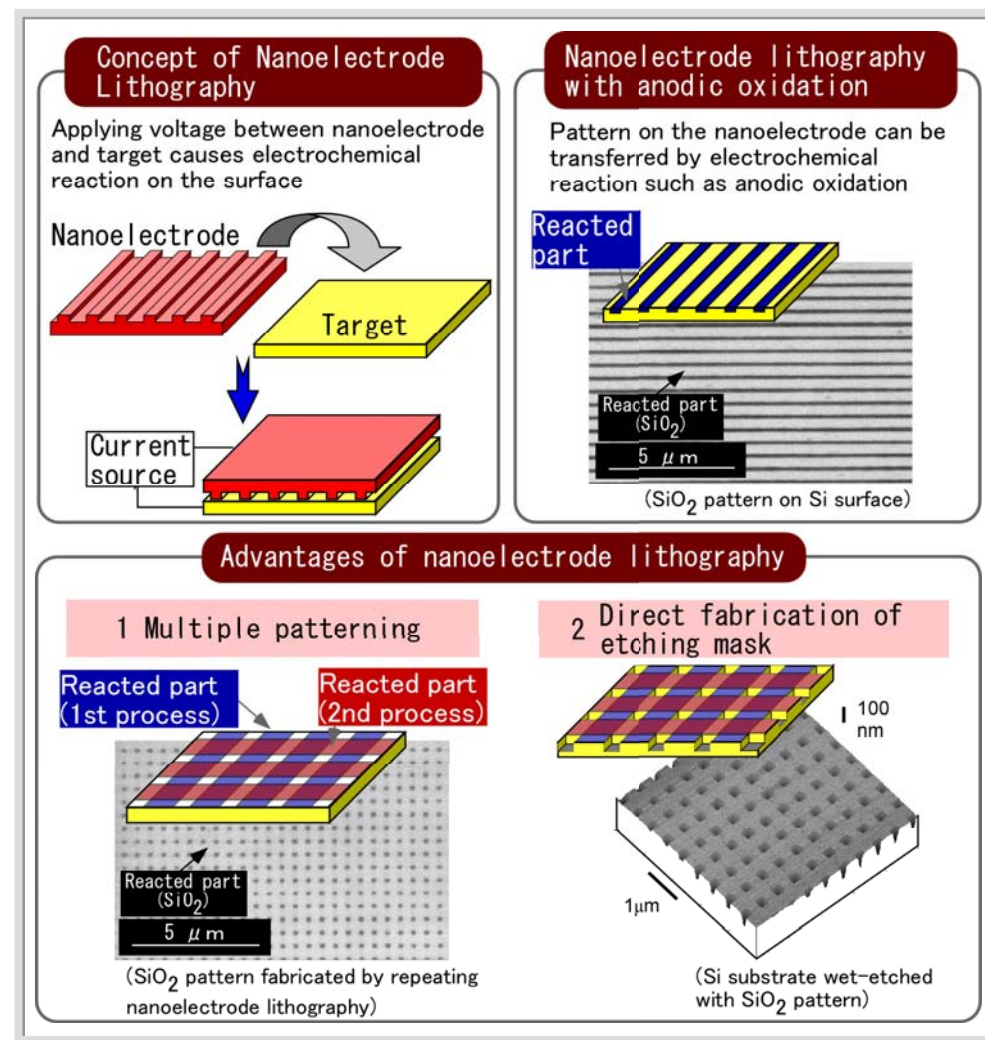 Concept of Nanoelectrode
Lithography
Applying voltage between nanoelectrode
and target causes electrochemical
reaction on the surface
Nanoelectrode
Target
Current
source
Nanoelectrode lithography
with anodic oxidation
Pattern on the nanoelectrode can be
transferred by electrochemical
reaction such as anodic oxidation
Reacted
part
Reacted part
(SiO2)
5 μm
(SiO2 pattern on Si surface)
Advantages of nanoelectrode lithography
1 Multiple patterning
Reacted part
(1st process)
Reacted part
(2nd process)
Reacted part
(SiO2)
5 μm
(SiO2 pattern fabricated by repeating
nanoelectrode lithography)
2 Direct fabrication of
etching mask
100
nm
1μm
(Si substrate wet-etched
with SiO2 pattern)